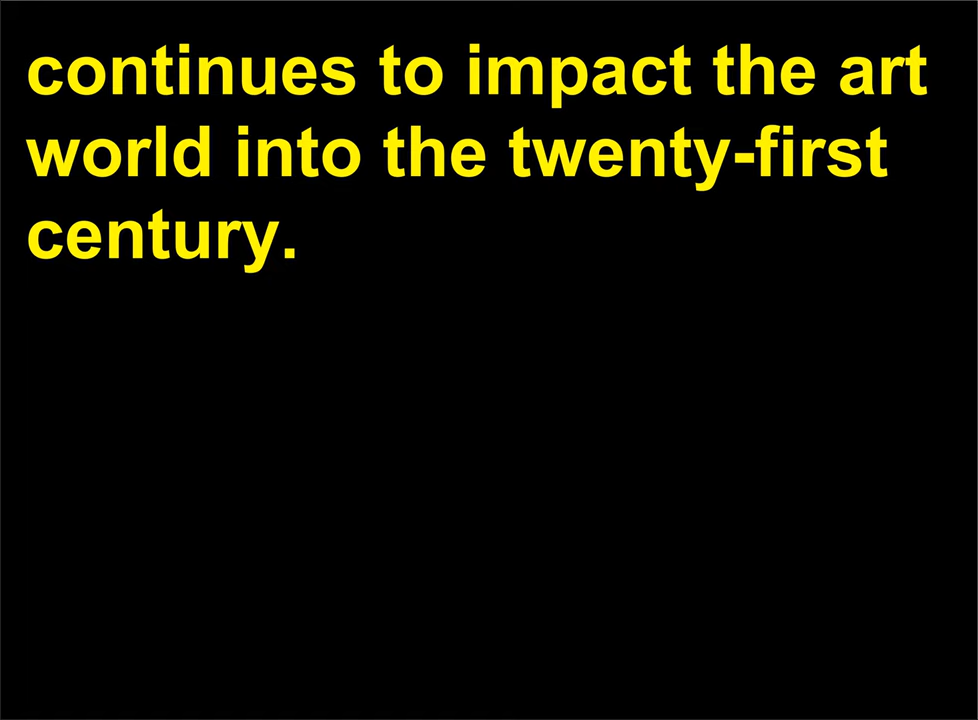 continues to impact the art
world into the twenty-first
century.